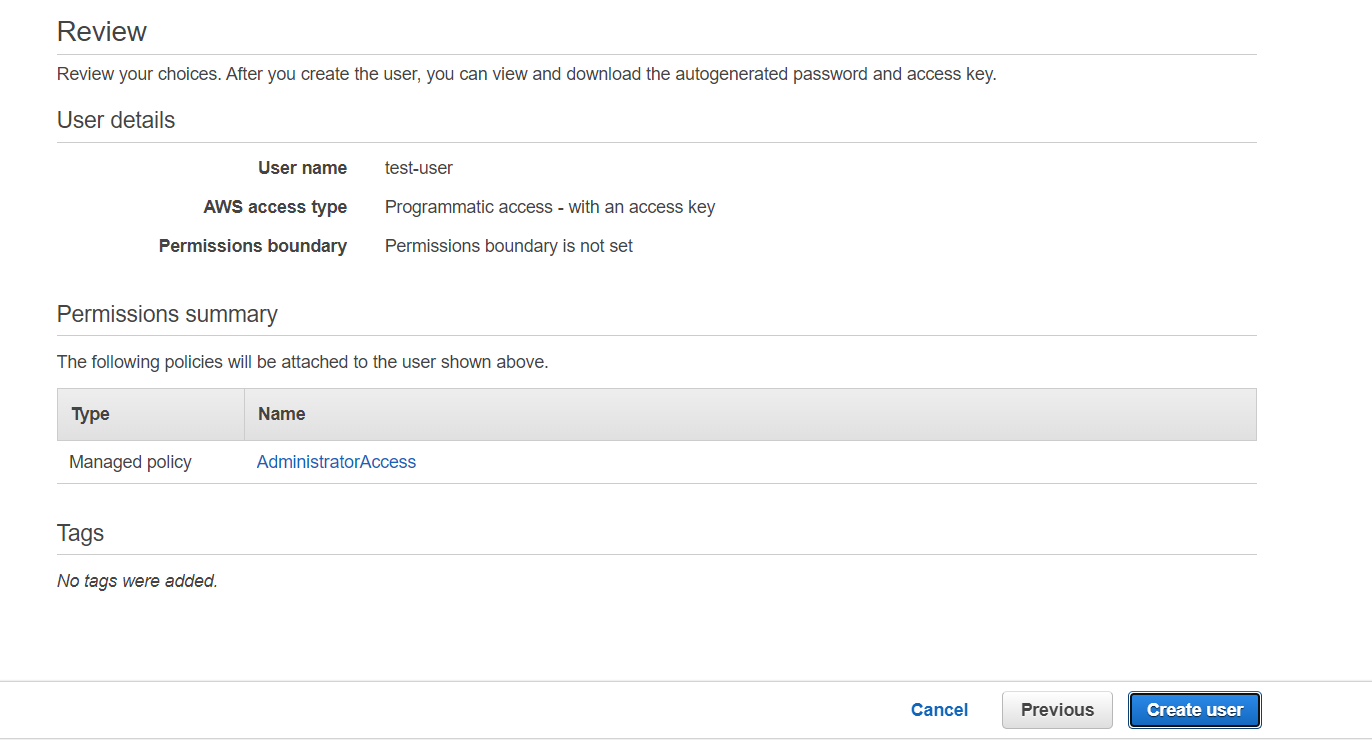 Review
Review your choices. After you create the user, you can view and download the autogenerated password and access key.
User details
User name test-user
AWS access type Programmatic access - with an access key
Permissions boundary Permissions boundary is not set
Permissions summary
The following policies will be attached to the user shown above.
Type Name
Managed policy AdministratorAccess
Tags
No tags were added.
Cancel Previous Create user